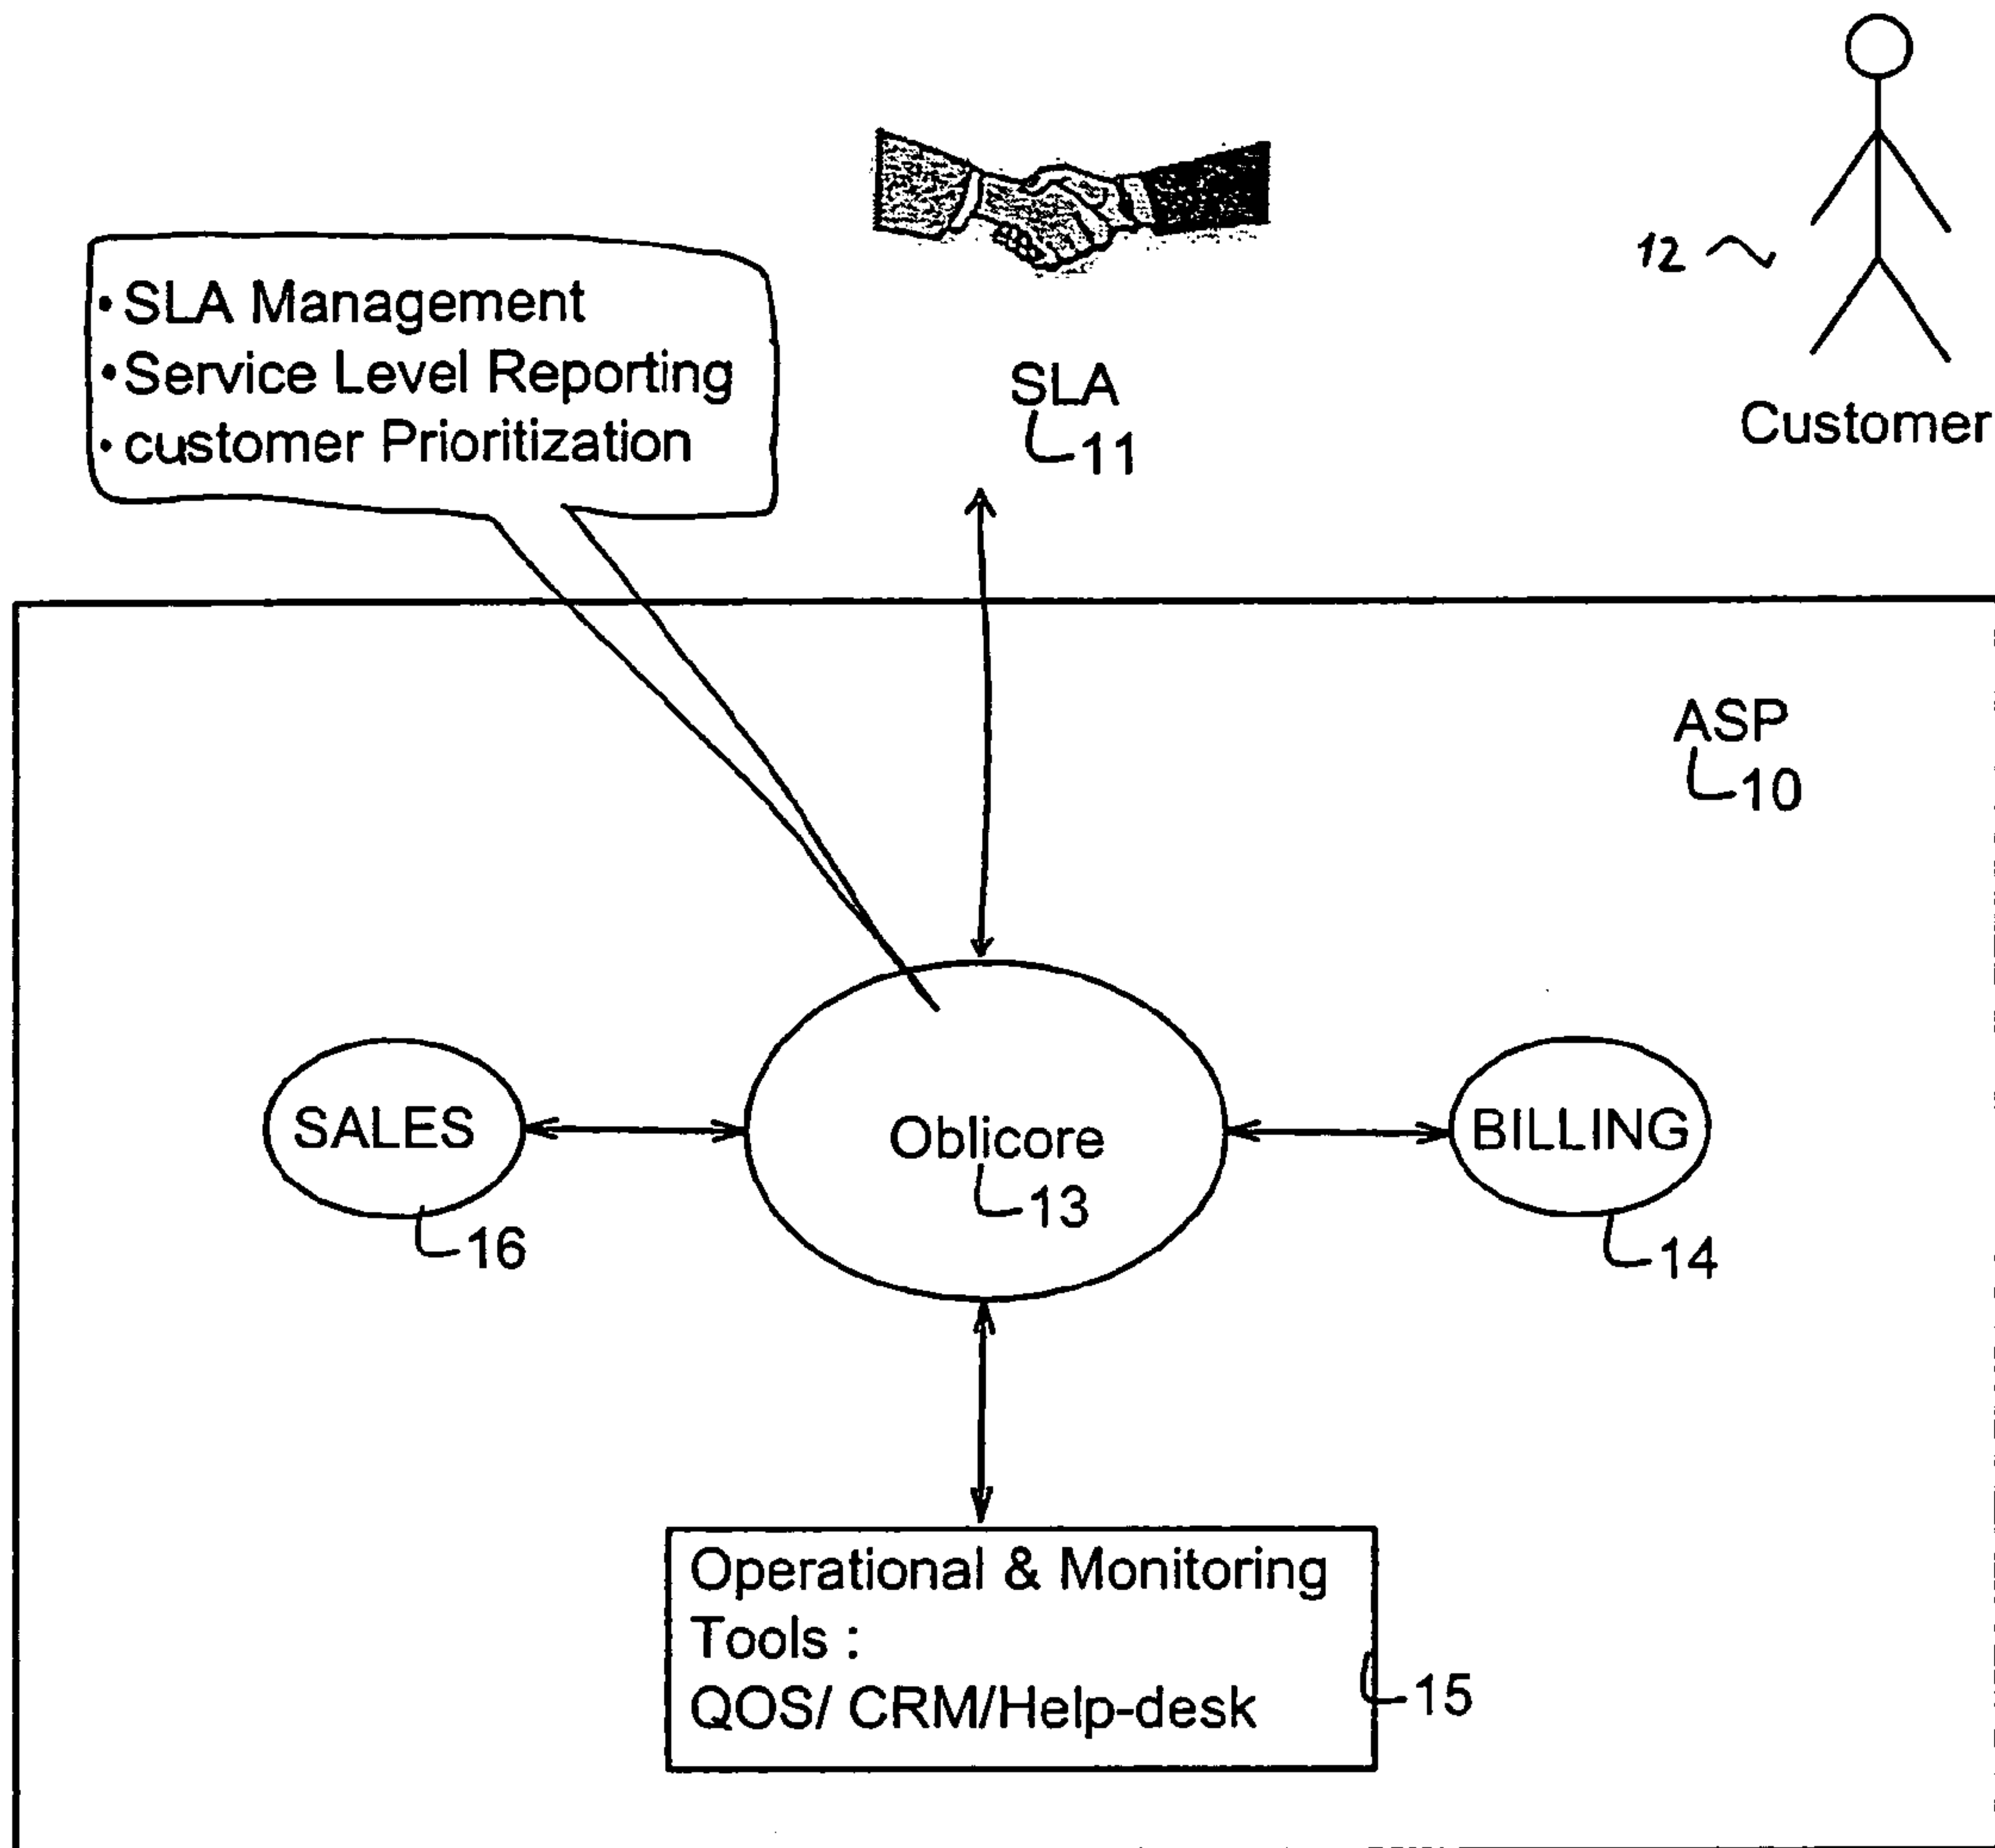 • SLA Management
• Service Level Reporting
• customer Prioritization
SLA
11
12
Customer
ASP
10
SALES
16
Oblicore
13
BILLING
14
Operational & Monitoring
Tools :
QOS/ CRM/Help-desk
15